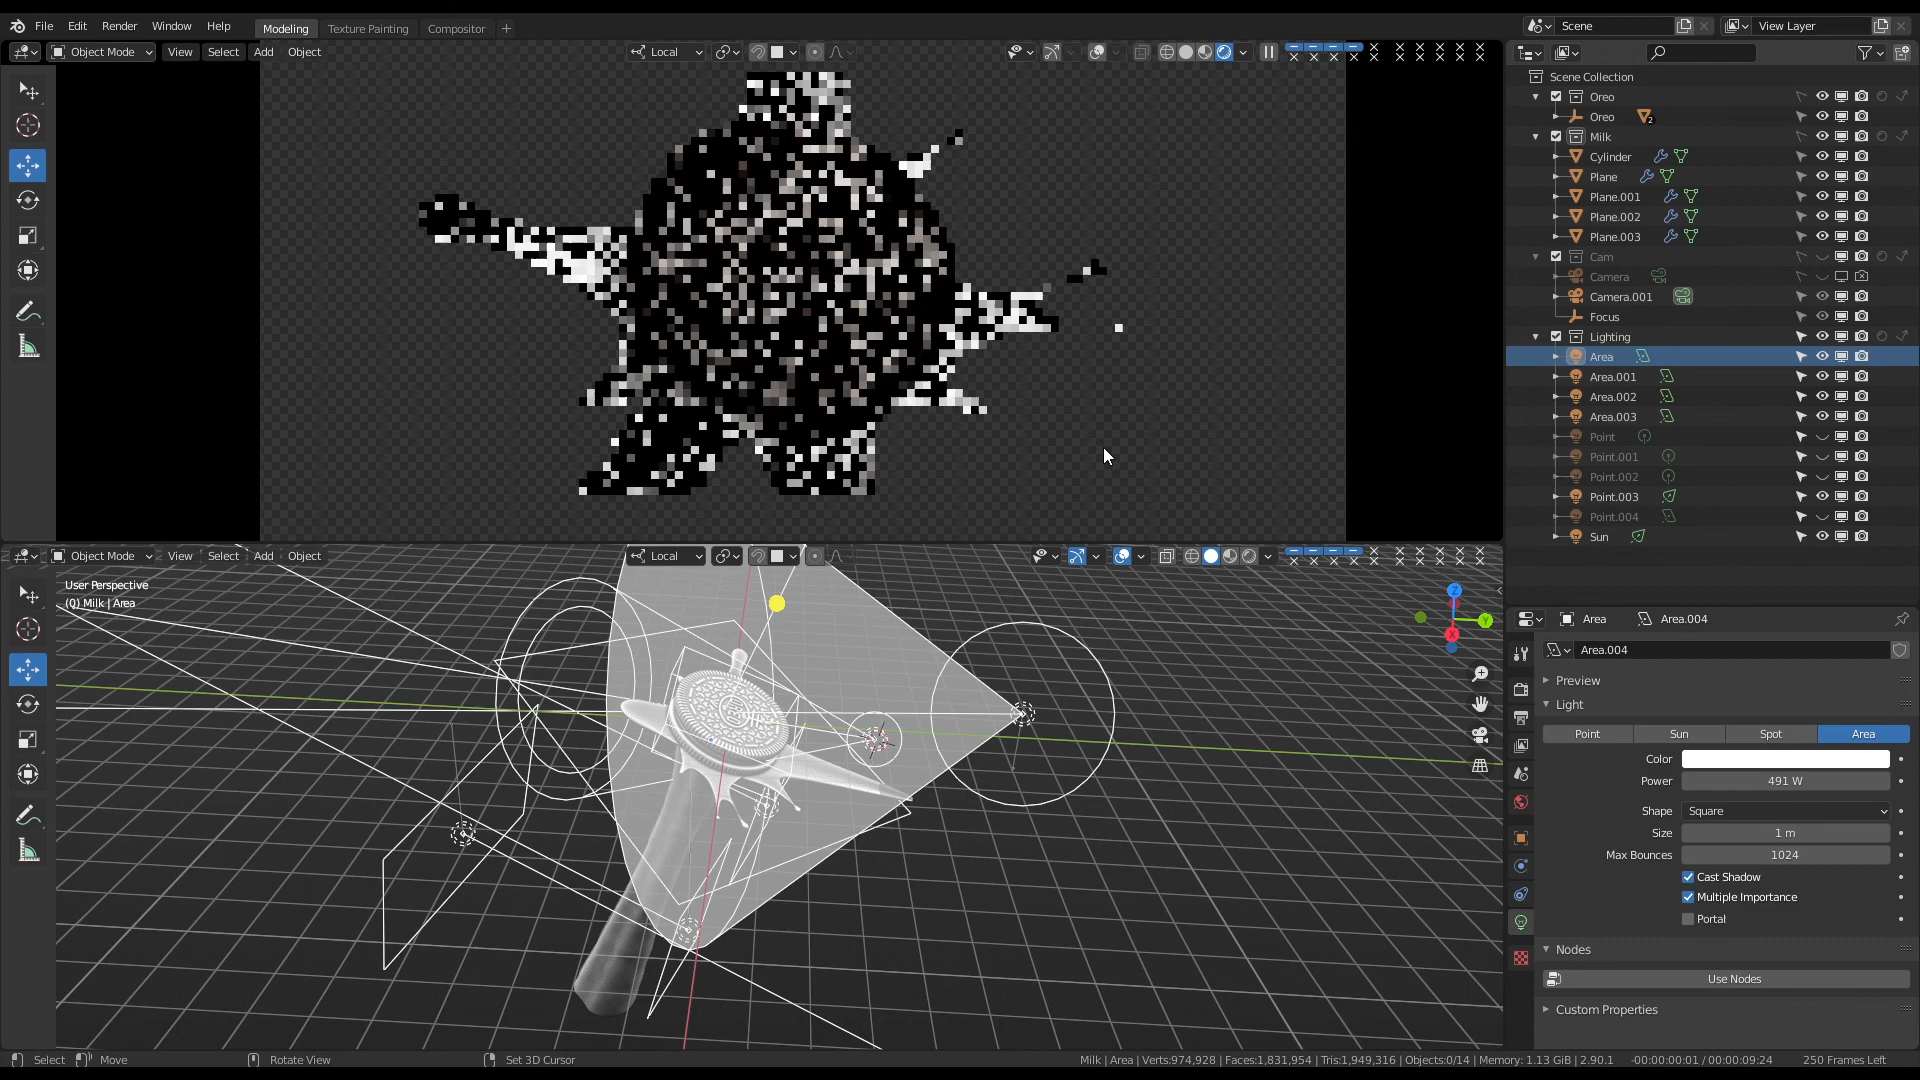 File Edit Render Window Help Modeling Texture Painting Compositor + Scene View Layer
Object Mode View Select Add Object Local
Scene Collection
Oreo
Oreo 2
Milk
Cylinder
Plane
Plane.001
Plane.002
Plane.003
Cam
Camera
Camera.001
Focus
Lighting
Area
Area.001
Area.002
Area.003
Point
Point.001
Point.002
Point.003
Point.004
Sun
Object Mode View Select Add Object Local
User Perspective
(0) Milk | Area
Z
Y
X
Area Area.004
Area.004
Preview
Light
Point Sun Spot Area
Color
Power 491 W
Shape Square
Size 1 m
Max Bounces 1024
Cast Shadow
Multiple Importance
Portal
Nodes
Use Nodes
Custom Properties
Select Move Rotate View Set 3D Cursor Milk | Area | Verts:974,928 | Faces:1,831,954 | Tris:1,949,316 | Objects:0/14 | Memory: 1.13 GiB | 2.90.1 -00:00:00:01 / 00:00:09:24 250 Frames Left